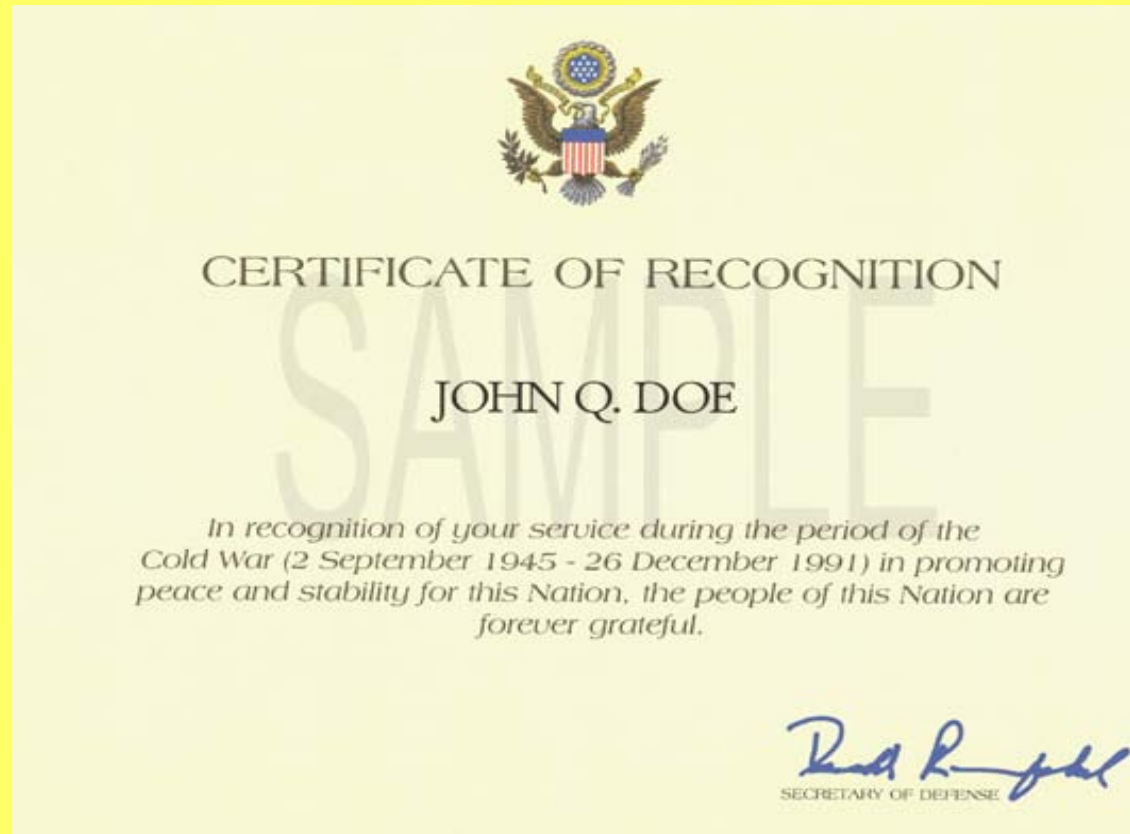 CERTIFICATE OF RECOGNITION
SAMPLE
JOHN Q. DOE
In recognition of your service during the period of the
Cold War (2 September 1945 - 26 December 1991) in promoting
peace and stability for this Nation, the people of this Nation are
forever grateful.
Donald Rumsfeld
SECRETARY OF DEFENSE